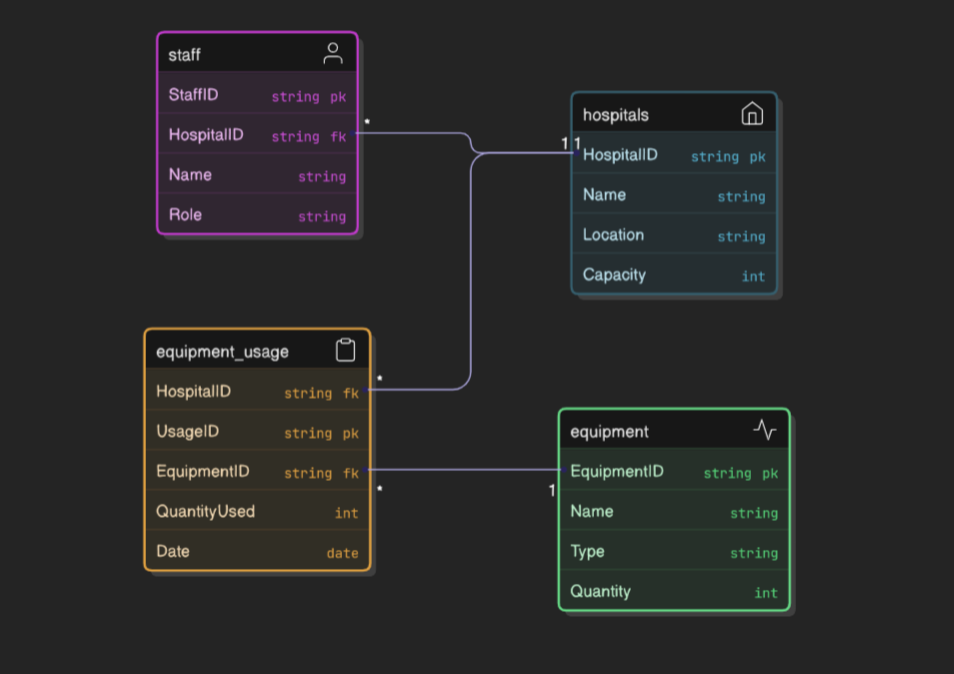 staff
StaffID string pk
HospitalID string fk
*
Name string
Role string
hospitals
1 1
HospitalID string pk
Name string
Location string
Capacity int
equipment_usage
HospitalID string fk
*
UsageID string pk
EquipmentID string fk
*
QuantityUsed int
Date date
equipment
EquipmentID string pk
1
Name string
Type string
Quantity int